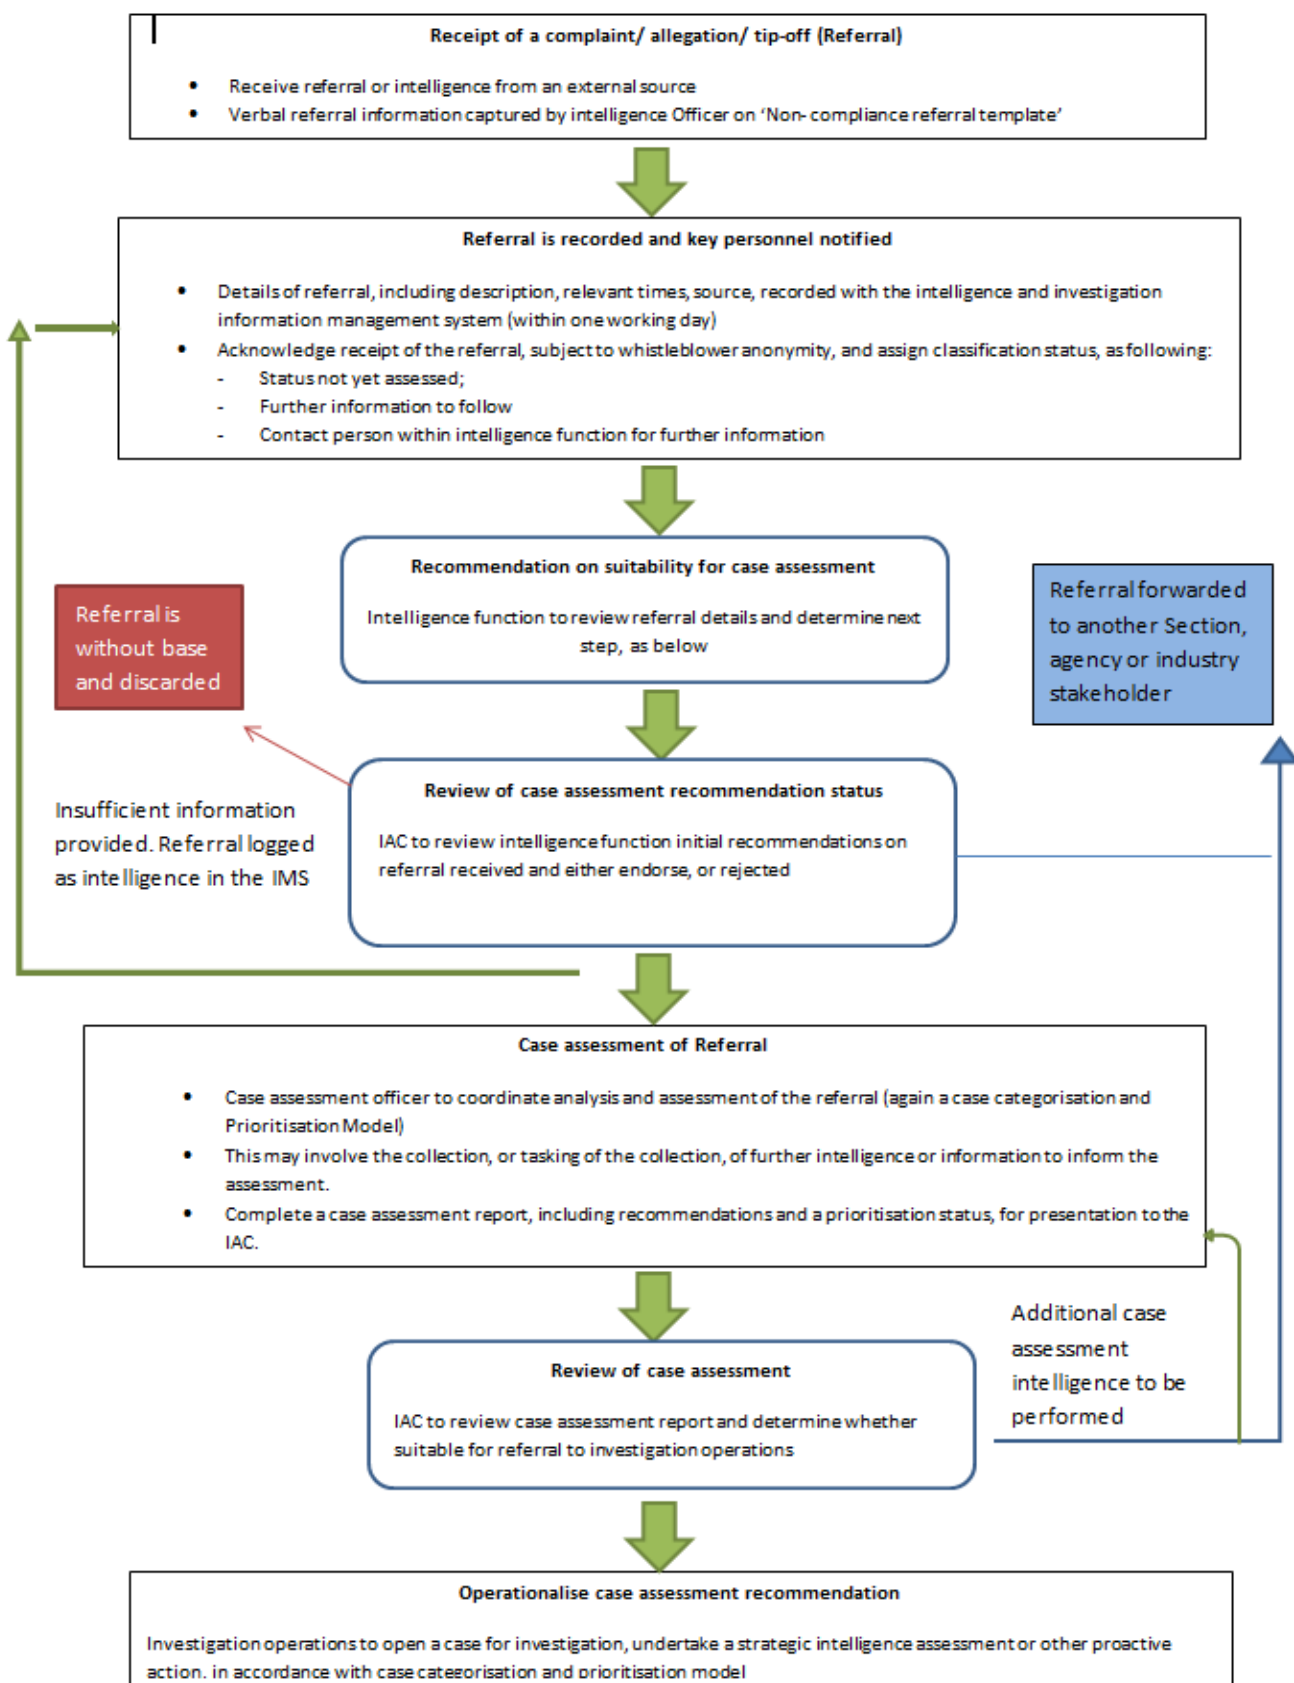 Receipt of a complaint/ allegation/ tip-off (Referral)
• Receive referral or intelligence from an external source
• Verbal referral information captured by intelligence Officer on ‘Non- compliance referral template’
Referral is recorded and key personnel notified
• Details of referral, including description, relevant times, source, recorded with the intelligence and investigation
information management system (within one working day)
• Acknowledge receipt of the referral, subject to whistleblower anonymity, and assign classification status, as following:
- Status not yet assessed;
- Further information to follow
- Contact person within intelligence function for further information
Recommendation on suitability for case assessment
Intelligence function to review referral details and determine next
step, as below
Referral is
without base
and discarded
Referral forwarded
to another Section,
agency or industry
stakeholder
Review of case assessment recommendation status
IAC to review intelligence function initial recommendations on
referral received and either endorse, or rejected
Insufficient information
provided. Referral logged
as intelligence in the IMS
Case assessment of Referral
• Case assessment officer to coordinate analysis and assessment of the referral (again a case categorisation and
Prioritisation Model)
• This may involve the collection, or tasking of the collection, of further intelligence or information to inform the
assessment.
• Complete a case assessment report, including recommendations and a prioritisation status, for presentation to the
IAC.
Additional case
assessment
intelligence to be
performed
Review of case assessment
IAC to review case assessment report and determine whether
suitable for referral to investigation operations
Operationalise case assessment recommendation
Investigation operations to open a case for investigation, undertake a strategic intelligence assessment or other proactive
action, in accordance with case categorisation and prioritisation model